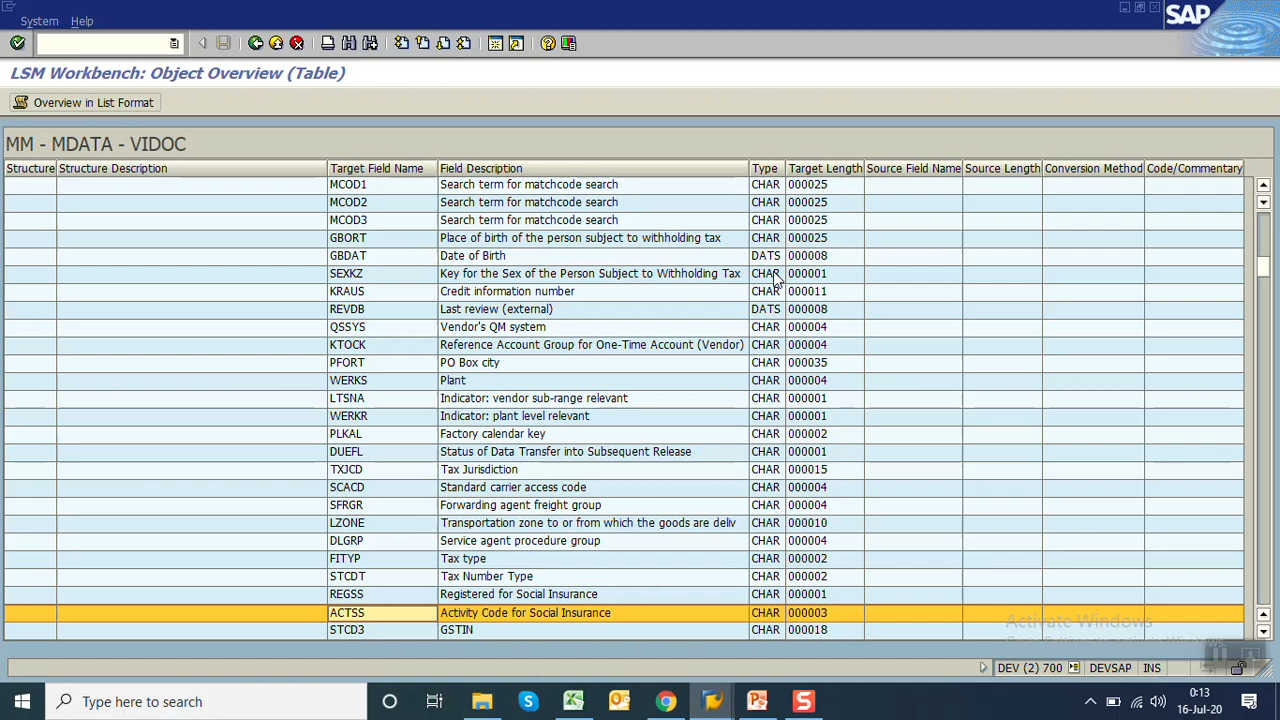 System Help
SAP
LSM Workbench: Object Overview (Table)
Overview in List Format
MM - MDATA - VIDOC
Structure Structure Description Target Field Name Field Description Type Target Length Source Field Name Source Length Conversion Method Code/Commentary
MCOD1 Search term for matchcode search CHAR 000025
MCOD2 Search term for matchcode search CHAR 000025
MCOD3 Search term for matchcode search CHAR 000025
GBORT Place of birth of the person subject to withholding tax CHAR 000025
GBDAT Date of Birth DATS 000008
SEXKZ Key for the Sex of the Person Subject to Withholding Tax CHAR 000001
KRAUS Credit information number CHAR 000011
REVDB Last review (external) DATS 000008
QSSYS Vendor's QM system CHAR 000004
KTOCK Reference Account Group for One-Time Account (Vendor) CHAR 000004
PFORT PO Box city CHAR 000035
WERKS Plant CHAR 000004
LTSNA Indicator: vendor sub-range relevant CHAR 000001
WERKR Indicator: plant level relevant CHAR 000001
PLKAL Factory calendar key CHAR 000002
DUEFL Status of Data Transfer into Subsequent Release CHAR 000001
TXJCD Tax Jurisdiction CHAR 000015
SCACD Standard carrier access code CHAR 000004
SFRGR Forwarding agent freight group CHAR 000004
LZONE Transportation zone to or from which the goods are deliv CHAR 000010
DLGRP Service agent procedure group CHAR 000004
FITYP Tax type CHAR 000002
STCDT Tax Number Type CHAR 000002
REGSS Registered for Social Insurance CHAR 000001
ACTSS Activity Code for Social Insurance CHAR 000003
STCD3 GSTIN CHAR 000018
Activate Windows
DEV (2) 700 DEVSAP INS
Type here to search
0:13
16-Jul-20